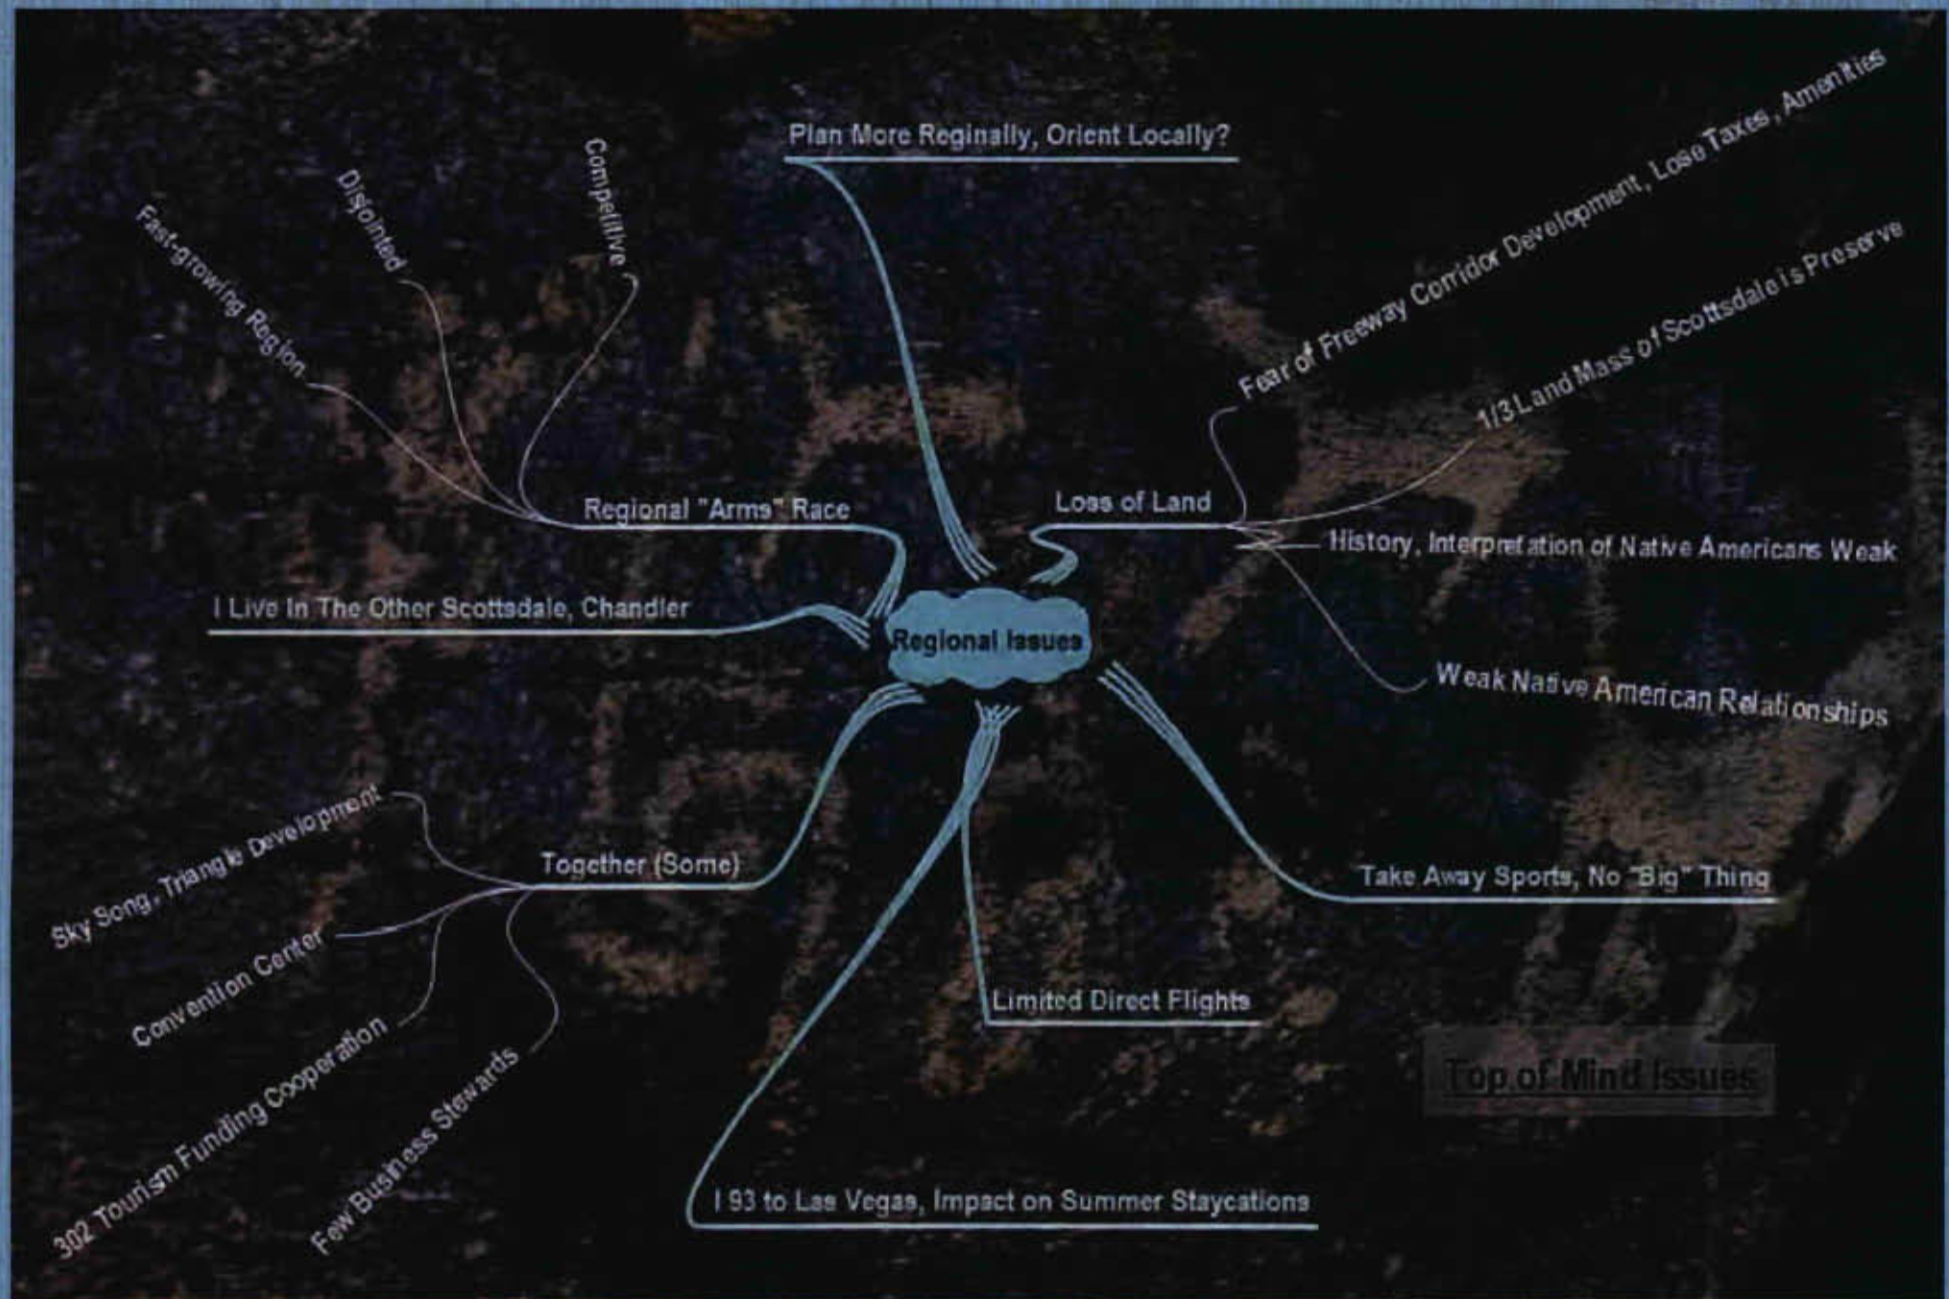 Plan More Reginally, Orient Locally?
Competitive
Disjointed
Fast-growing Region
Regional "Arms" Race
I Live In The Other Scottsdale, Chandler
Loss of Land
Fear of Freeway Corridor Development, Lose Taxes, Amenities
1/3 Land Mass of Scottsdale is Preserve
History, Interpretation of Native Americans Weak
Weak Native American Relationships
Regional Issues
Together (Some)
Sky Song, Triangle Development
Convention Center
302 Tourism Funding Cooperation
Few Business Stewards
Take Away Sports, No "Big" Thing
Limited Direct Flights
Top of Mind Issues
I 93 to Las Vegas, Impact on Summer Staycations